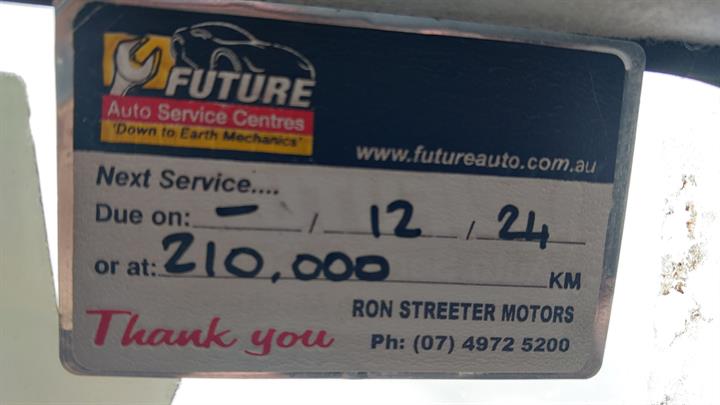 FUTURE
Auto Service Centres
'Down to Earth Mechanics'
www.futureauto.com.au
Next Service....
Due on: - / 12 / 24
or at: 210,000 KM
RON STREETER MOTORS
Thank you Ph: (07) 4972 5200